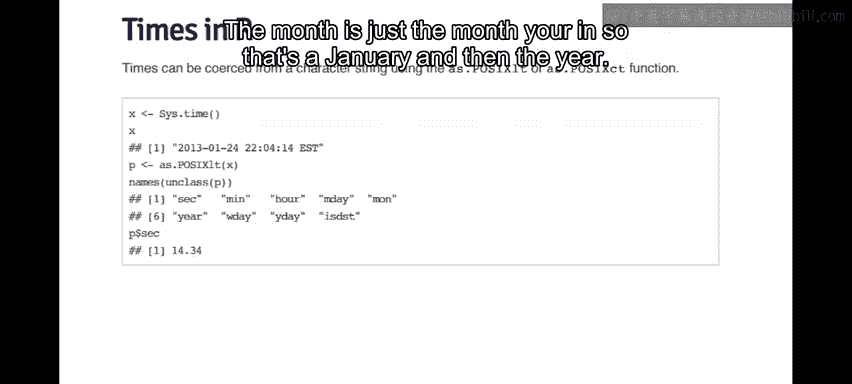 Times in R
The month is just the month your in so
that's a January and then the year.
Times can be coerced from a character string using the as.POSIXlt or as.POSIXct function.
x <- Sys.time()
x
## [1] "2013-01-24 22:04:14 EST"
p <- as.POSIXlt(x)
names(unclass(p))
## [1] "sec" "min" "hour" "mday" "mon"
## [6] "year" "wday" "yday" "isdst"
p$sec
## [1] 14.34